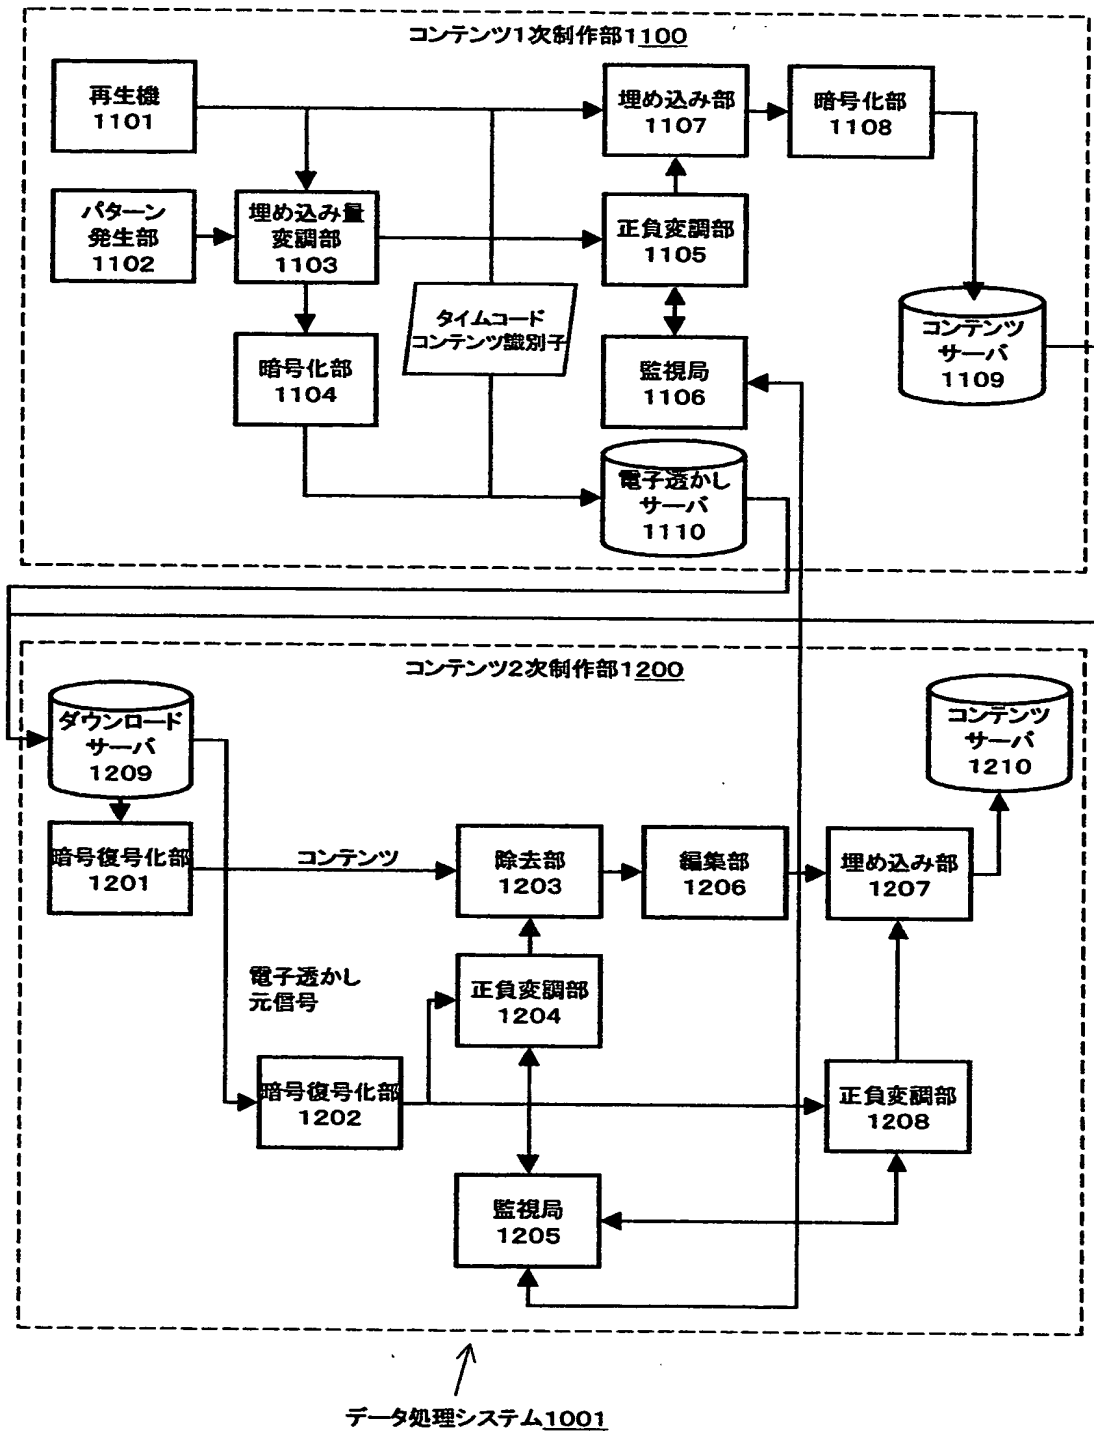 コンテンツ1次制作部1100
再生機
1101
埋め込み部
1107
暗号化部
1108
パターン
発生部
1102
埋め込み量
変調部
1103
正負変調部
1105
タイムコード
コンテンツ識別子
コンテンツ
サーバ
1109
暗号化部
1104
監視局
1106
電子透かし
サーバ
1110
コンテンツ2次制作部1200
ダウンロード
サーバ
1209
コンテンツ
サーバ
1210
暗号復号化部
1201
コンテンツ
除去部
1203
編集部
1206
埋め込み部
1207
電子透かし
元信号
正負変調部
1204
暗号復号化部
1202
正負変調部
1208
監視局
1205
データ処理システム1001